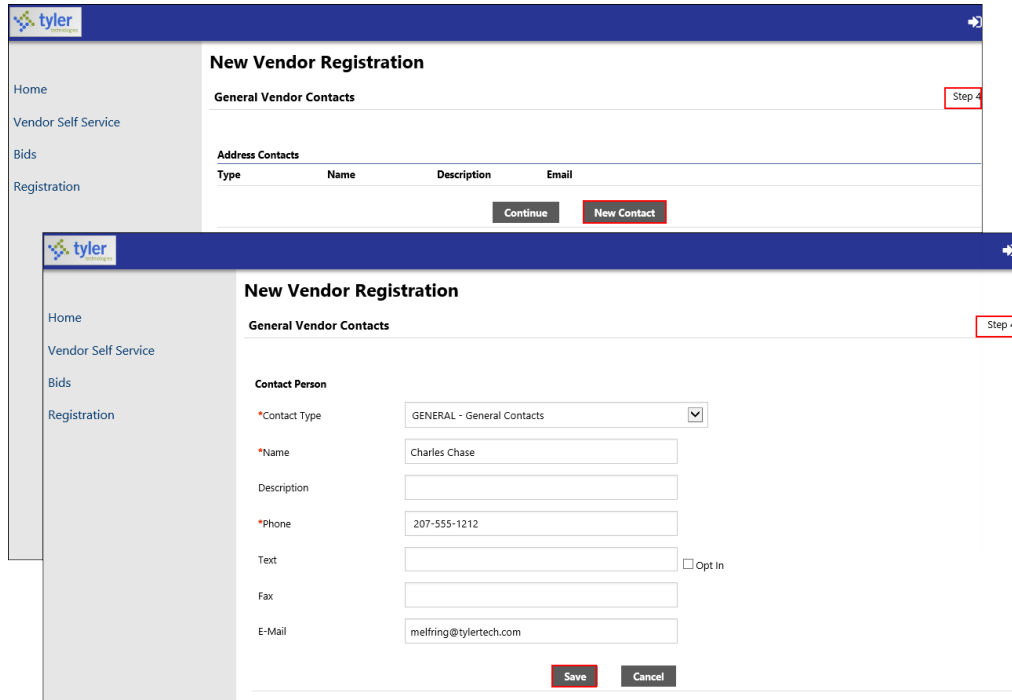 tyler
technologies
New Vendor Registration
Home
General Vendor Contacts
Step 4
Vendor Self Service
Bids
Address Contacts
Type Name Description Email
Registration
Continue New Contact
tyler
technologies
New Vendor Registration
Home
General Vendor Contacts
Step 4
Vendor Self Service
Bids
Contact Person
Registration
*Contact Type GENERAL - General Contacts
*Name Charles Chase
Description
*Phone 207-555-1212
Text Opt In
Fax
E-Mail melfring@tylertech.com
Save Cancel